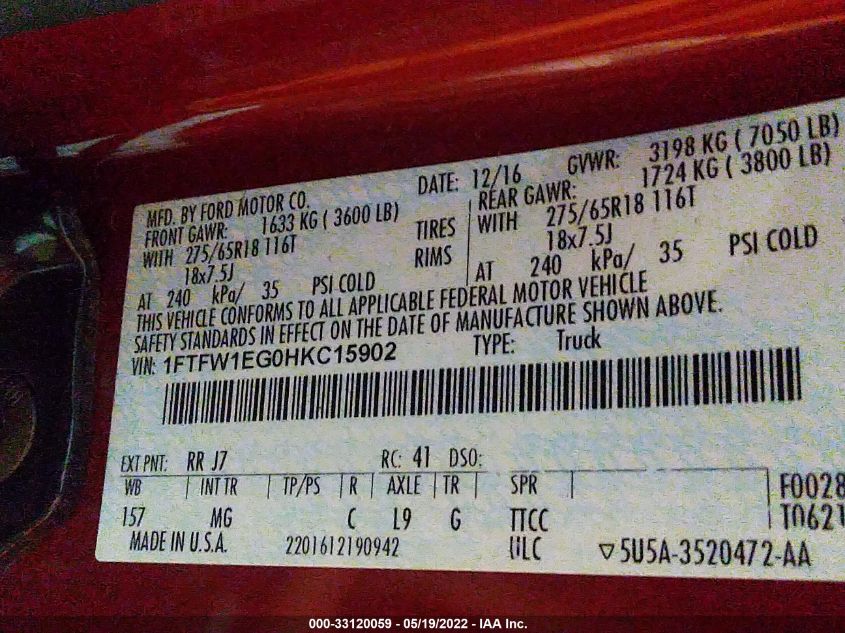 MFD. BY FORD MOTOR CO. DATE: 12/16 GVWR: 3198 KG ( 7050 LB)
FRONT GAWR: 1633 KG ( 3600 LB) REAR GAWR: 1724 KG ( 3800 LB)
WITH 275/65R18 116T TIRES WITH 275/65R18 116T
18x7.5J RIMS 18x7.5J
AT 240 kPa/ 35 PSI COLD AT 240 kPa/ 35 PSI COLD
THIS VEHICLE CONFORMS TO ALL APPLICABLE FEDERAL MOTOR VEHICLE
SAFETY STANDARDS IN EFFECT ON THE DATE OF MANUFACTURE SHOWN ABOVE.
VIN: 1FTFW1EG0HKC15902 TYPE: Truck
EXT PNT: RR J7 RC: 41 DSO:
WB INT TR TP/PS R AXLE TR SPR F0028
157 MG C L9 G TTCC T0621
MADE IN U.S.A. 2201612190942 ULC ▽5U5A-3520472-AA
000-33120059 - 05/19/2022 - IAA Inc.